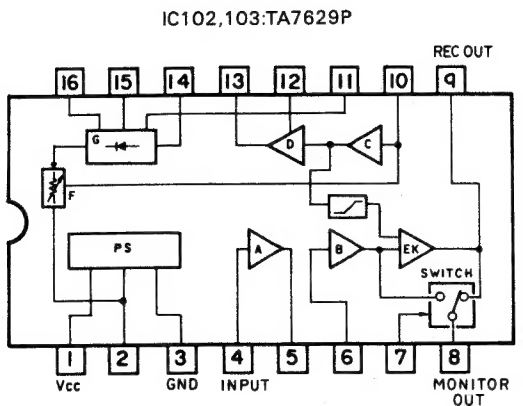 IC102,103:TA7629P
REC OUT
16 15 14 13 12 11 10 9
G
D
C
F
PS
A
B
EK
SWITCH
1 2 3 4 5 6 7 8
Vcc
GND
INPUT
MONITOR
OUT